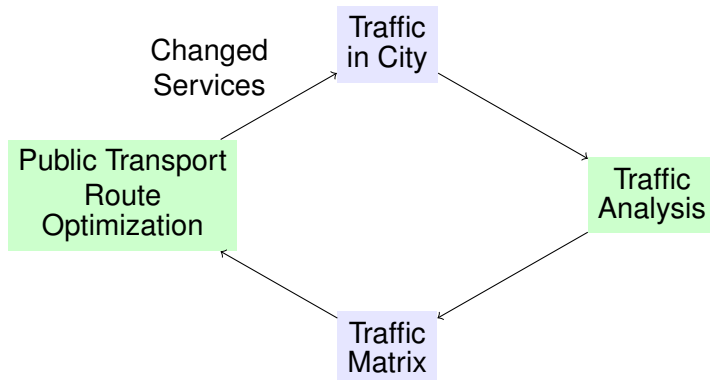 Traffic
in City
Changed
Services
Public Transport
Route
Optimization
Traffic
Analysis
Traffic
Matrix